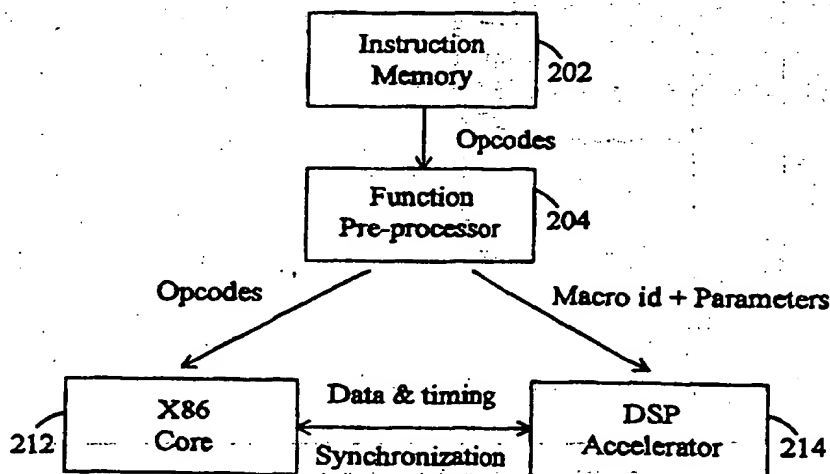 Instruction
Memory
202
Opcodes
Function
Pre-processor
204
Opcodes
Macro id + Parameters
X86
Core
212
Data & timing
Synchronization
DSP
Accelerator
214